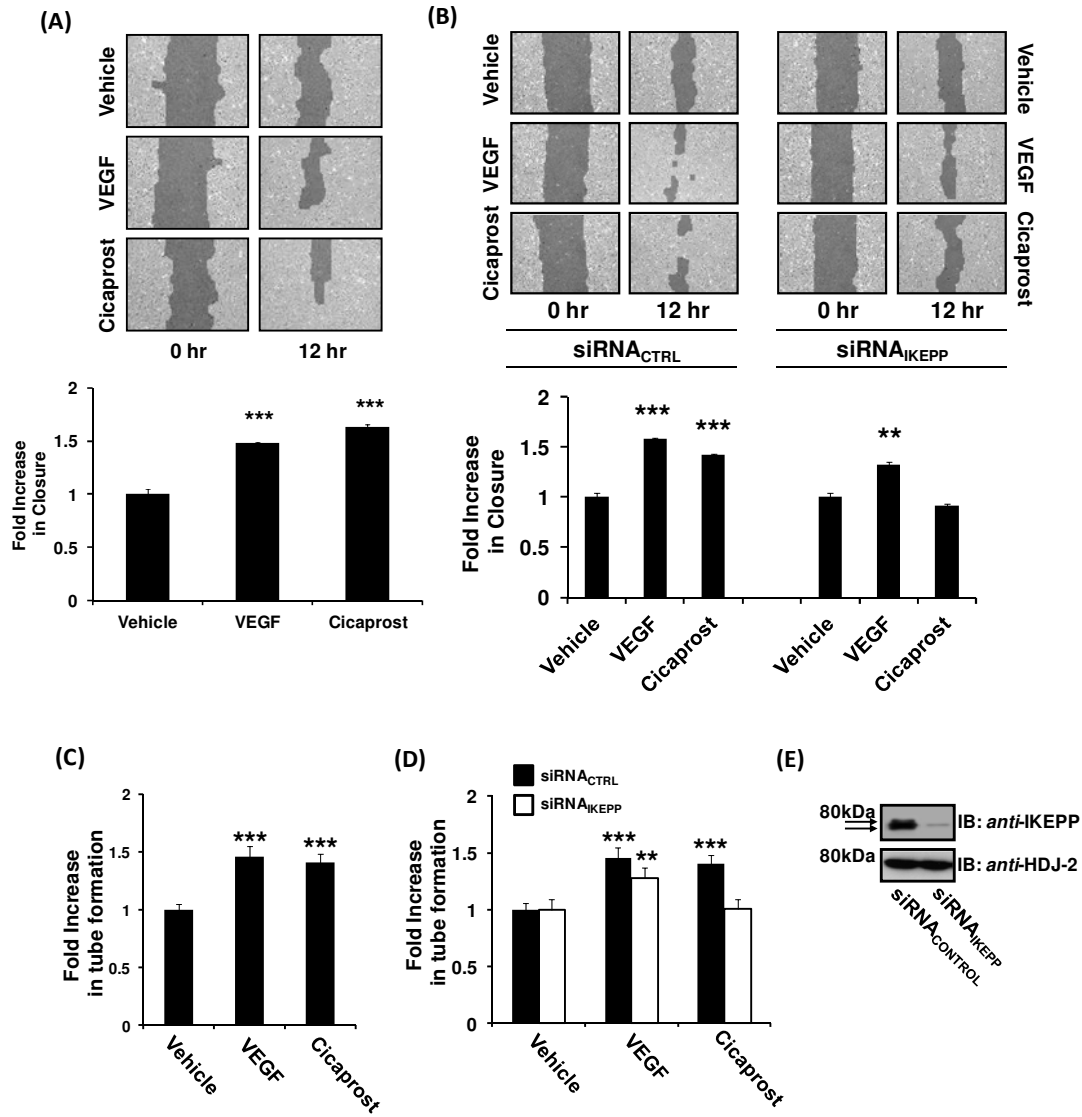 (A)
Vehicle
VEGF
Cicaprost
0 hr 12 hr
Fold Increase
in Closure
2
1.5
1
0.5
0
***
***
Vehicle VEGF Cicaprost
(B)
Vehicle
VEGF
Cicaprost
Vehicle
VEGF
Cicaprost
0 hr 12 hr 0 hr 12 hr
siRNACTRL siRNAIKEPP
Fold Increase
in Closure
2
1.5
1
0.5
0
***
***
**
Vehicle
VEGF
Cicaprost
Vehicle
VEGF
Cicaprost
(C)
Fold Increase
in tube formation
2
1.5
1
0.5
0
***
***
Vehicle
VEGF
Cicaprost
(D)
siRNACTRL
siRNAIKEPP
Fold Increase
in tube formation
2
1.5
1
0.5
0
***
**
***
Vehicle
VEGF
Cicaprost
(E)
80kDa
IB: anti-IKEPP
80kDa
IB: anti-HDJ-2
siRNACONTROL
siRNAIKEPP